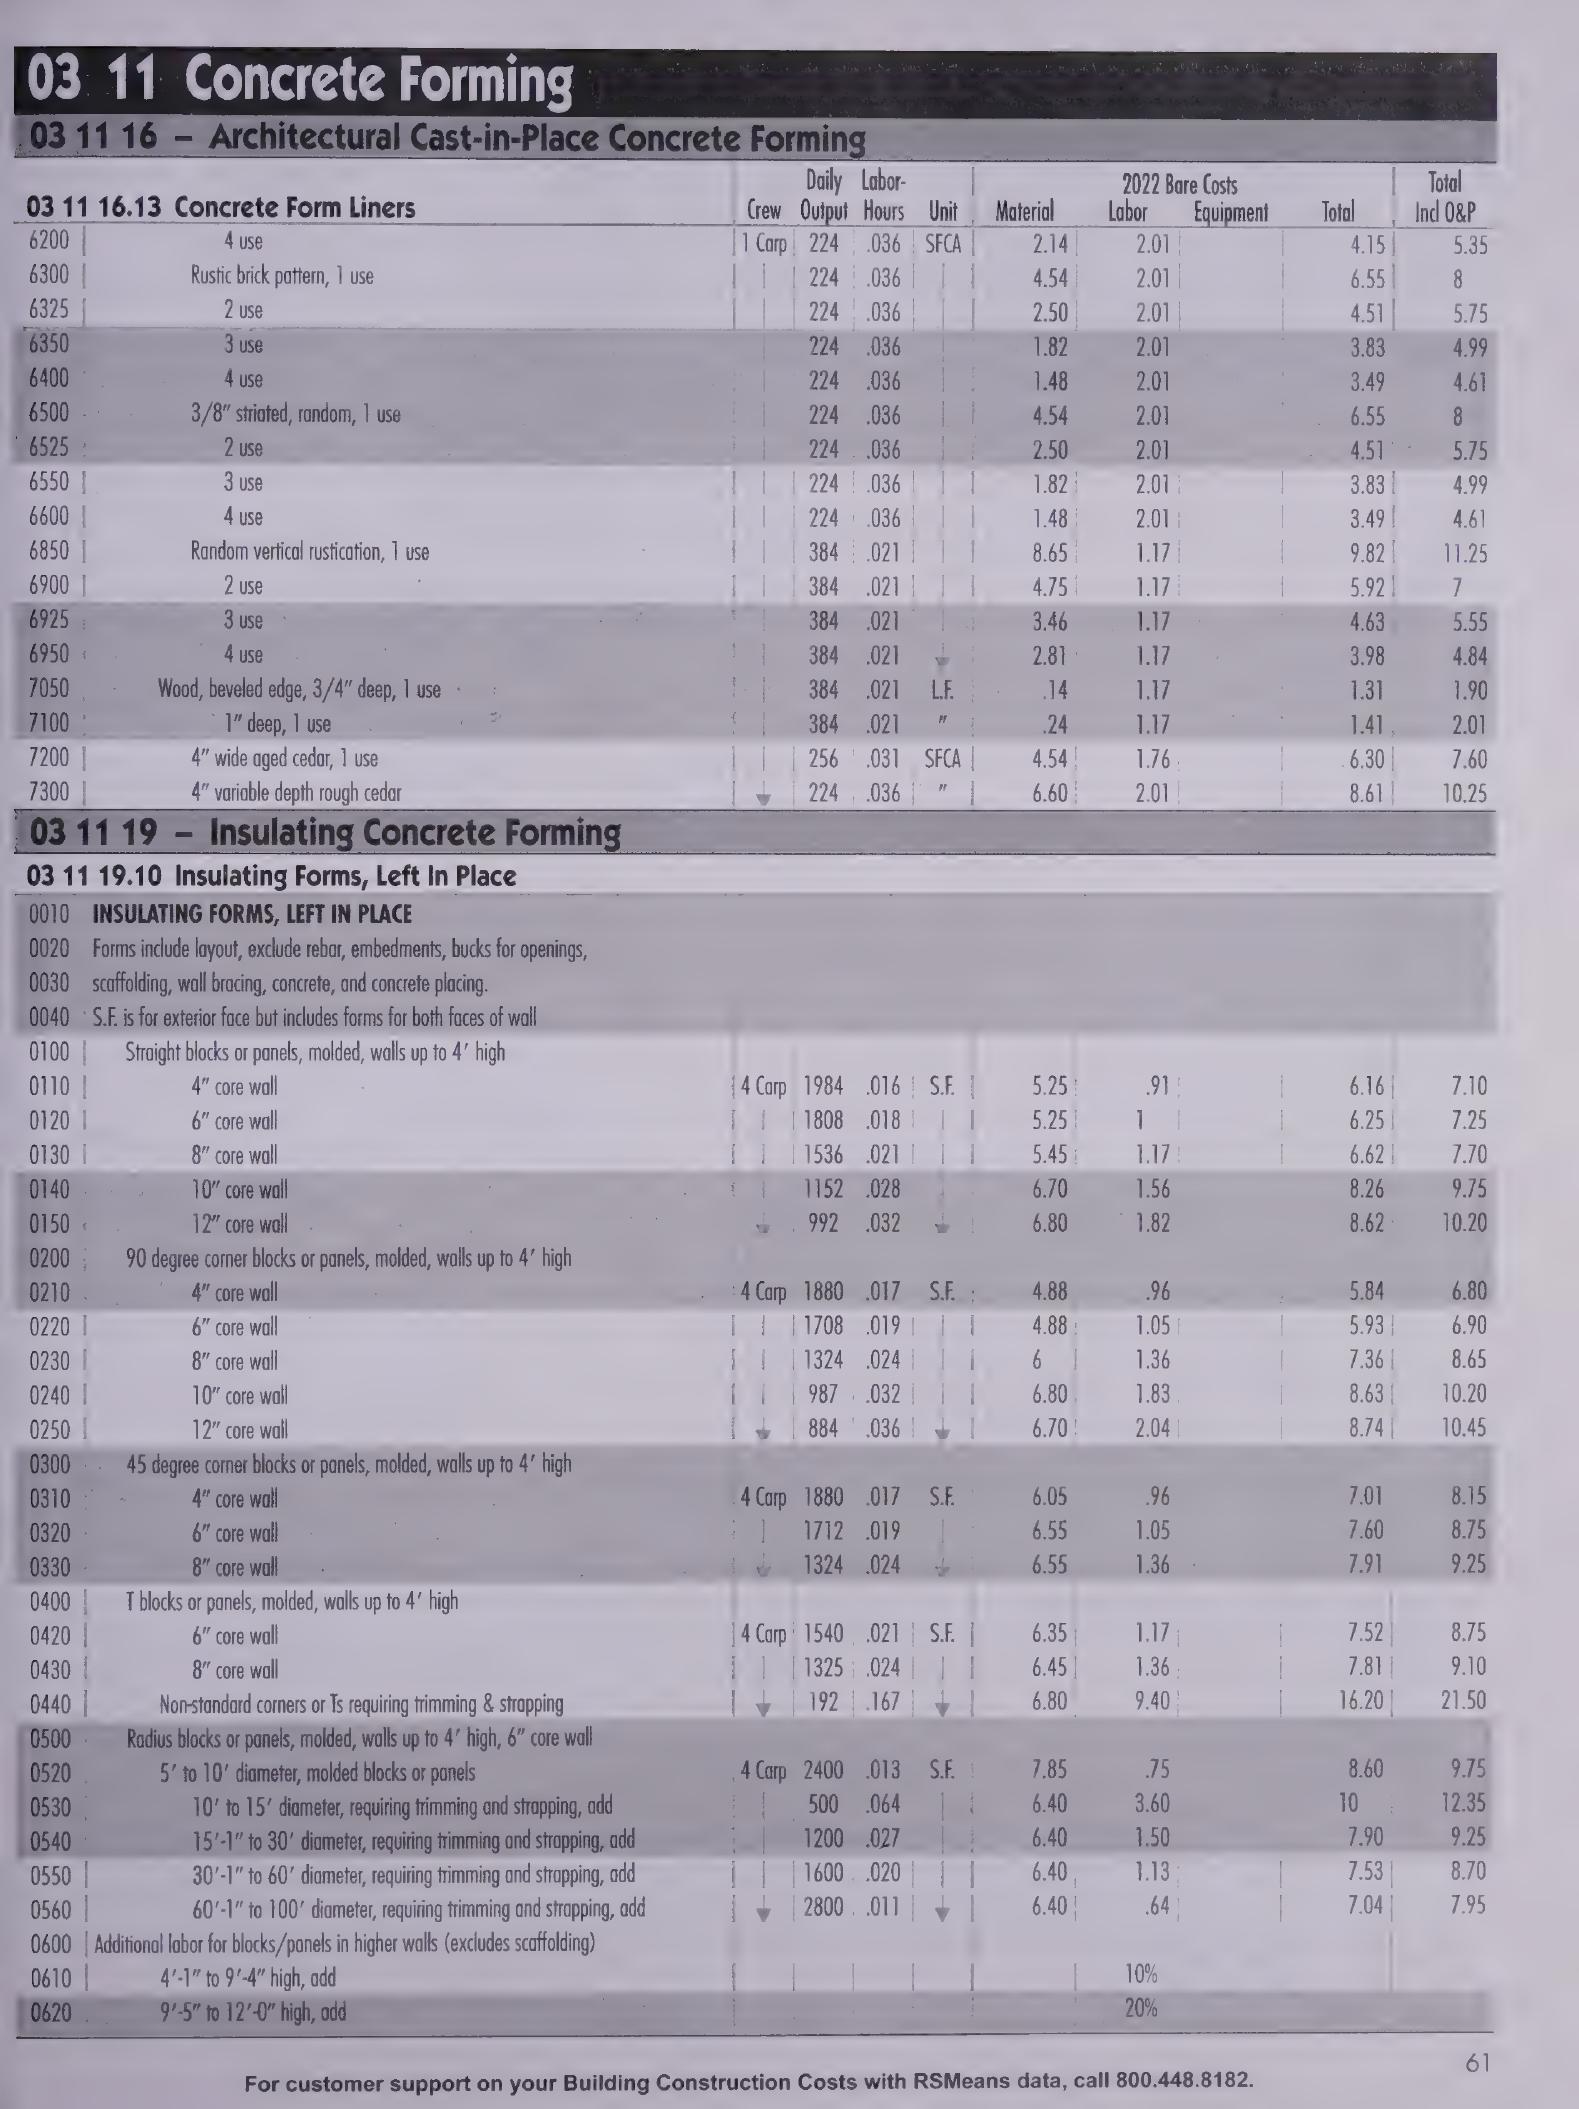 03 11 Concrete Forming
03 11 16 – Architectural Cast-in-Place Concrete Forming
Daily Labor- 2022 Bare Costs Total
03 11 16.13 Concrete Form Liners Crew Output Hours Unit Material Labor Equipment Total Incl O&P
6200 4 use 1 Carp 224 .036 SFCA 2.14 2.01 4.15 5.35
6300 Rustic brick pattern, 1 use 224 .036 4.54 2.01 6.55 8
6325 2 use 224 .036 2.50 2.01 4.51 5.75
6350 3 use 224 .036 1.82 2.01 3.83 4.99
6400 4 use 224 .036 1.48 2.01 3.49 4.61
6500 3/8" striated, random, 1 use 224 .036 4.54 2.01 6.55 8
6525 2 use 224 .036 2.50 2.01 4.51 5.75
6550 3 use 224 .036 1.82 2.01 3.83 4.99
6600 4 use 224 .036 1.48 2.01 3.49 4.61
6850 Random vertical rustication, 1 use 384 .021 8.65 1.17 9.82 11.25
6900 2 use 384 .021 4.75 1.17 5.92 7
6925 3 use 384 .021 3.46 1.17 4.63 5.55
6950 4 use 384 .021 2.81 1.17 3.98 4.84
7050 Wood, beveled edge, 3/4" deep, 1 use 384 .021 L.F. .14 1.17 1.31 1.90
7100 1" deep, 1 use 384 .021 " .24 1.17 1.41 2.01
7200 4" wide aged cedar, 1 use 256 .031 SFCA 4.54 1.76 6.30 7.60
7300 4" variable depth rough cedar 224 .036 " 6.60 2.01 8.61 10.25
03 11 19 – Insulating Concrete Forming
03 11 19.10 Insulating Forms, Left In Place
0010 INSULATING FORMS, LEFT IN PLACE
0020 Forms include layout, exclude rebar, embedments, bucks for openings,
0030 scaffolding, wall bracing, concrete, and concrete placing.
0040 S.F. is for exterior face but includes forms for both faces of wall
0100 Straight blocks or panels, molded, walls up to 4' high
0110 4" core wall 4 Carp 1984 .016 S.F. 5.25 .91 6.16 7.10
0120 6" core wall 1808 .018 5.25 1 6.25 7.25
0130 8" core wall 1536 .021 5.45 1.17 6.62 7.70
0140 10" core wall 1152 .028 6.70 1.56 8.26 9.75
0150 12" core wall 992 .032 6.80 1.82 8.62 10.20
0200 90 degree corner blocks or panels, molded, walls up to 4' high
0210 4" core wall 4 Carp 1880 .017 S.F. 4.88 .96 5.84 6.80
0220 6" core wall 1708 .019 4.88 1.05 5.93 6.90
0230 8" core wall 1324 .024 6 1.36 7.36 8.65
0240 10" core wall 987 .032 6.80 1.83 8.63 10.20
0250 12" core wall 884 .036 6.70 2.04 8.74 10.45
0300 45 degree corner blocks or panels, molded, walls up to 4' high
0310 4" core wall 4 Carp 1880 .017 S.F. 6.05 .96 7.01 8.15
0320 6" core wall 1712 .019 6.55 1.05 7.60 8.75
0330 8" core wall 1324 .024 6.55 1.36 7.91 9.25
0400 T blocks or panels, molded, walls up to 4' high
0420 6" core wall 4 Carp 1540 .021 S.F. 6.35 1.17 7.52 8.75
0430 8" core wall 1325 .024 6.45 1.36 7.81 9.10
0440 Non-standard corners or Ts requiring trimming & strapping 192 .167 6.80 9.40 16.20 21.50
0500 Radius blocks or panels, molded, walls up to 4' high, 6" core wall
0520 5' to 10' diameter, molded blocks or panels 4 Carp 2400 .013 S.F. 7.85 .75 8.60 9.75
0530 10' to 15' diameter, requiring trimming and strapping, add 500 .064 6.40 3.60 10 12.35
0540 15'-1" to 30' diameter, requiring trimming and strapping, add 1200 .027 6.40 1.50 7.90 9.25
0550 30'-1" to 60' diameter, requiring trimming and strapping, add 1600 .020 6.40 1.13 7.53 8.70
0560 60'-1" to 100' diameter, requiring trimming and strapping, add 2800 .011 6.40 .64 7.04 7.95
0600 Additional labor for blocks/panels in higher walls (excludes scaffolding)
0610 4'-1" to 9'-4" high, add 10%
0620 9'-5" to 12'-0" high, add 20%
61
For customer support on your Building Construction Costs with RSMeans data, call 800.448.8182.